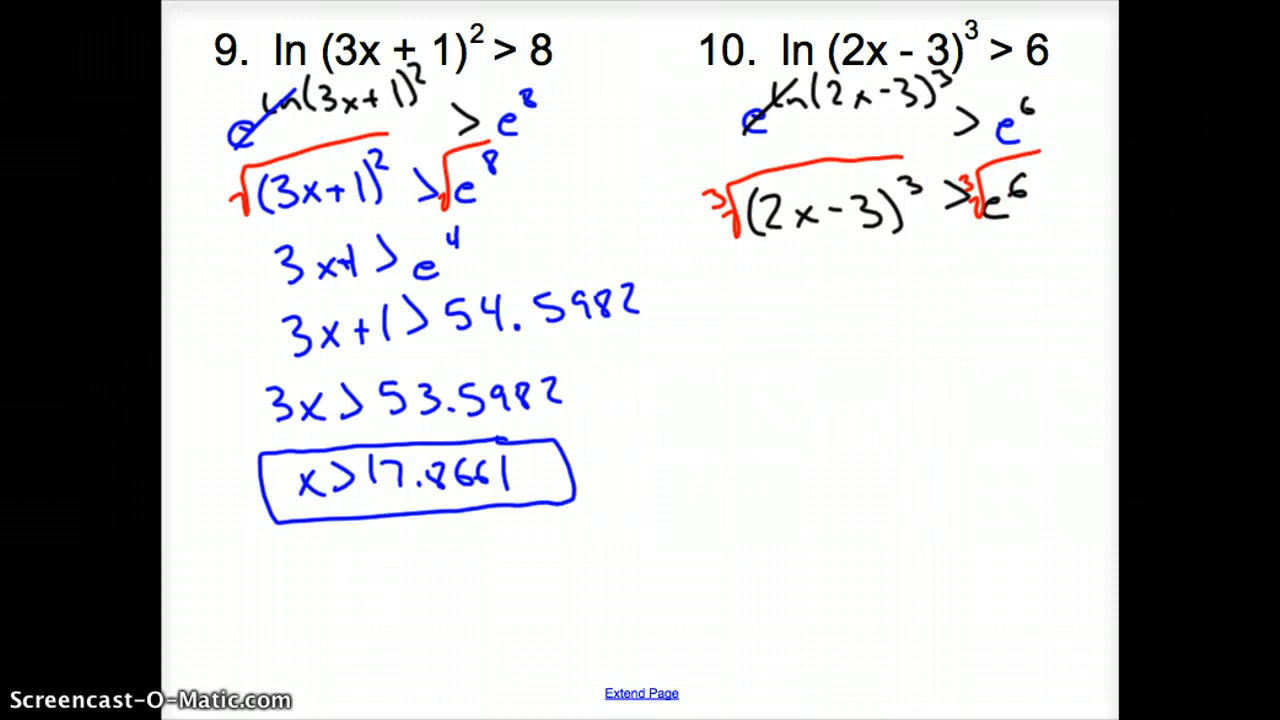 9. ln (3x + 1)² > 8
e^ln(3x+1)² > e⁸
√(3x+1)² > √e⁸
3x+1 > e⁴
3x+1 > 54.5982
3x > 53.5982
x > 17.8661
10. ln (2x - 3)³ > 6
e^ln(2x-3)³ > e⁶
³√(2x-3)³ > ³√e⁶
Extend Page
Screencast-O-Matic.com